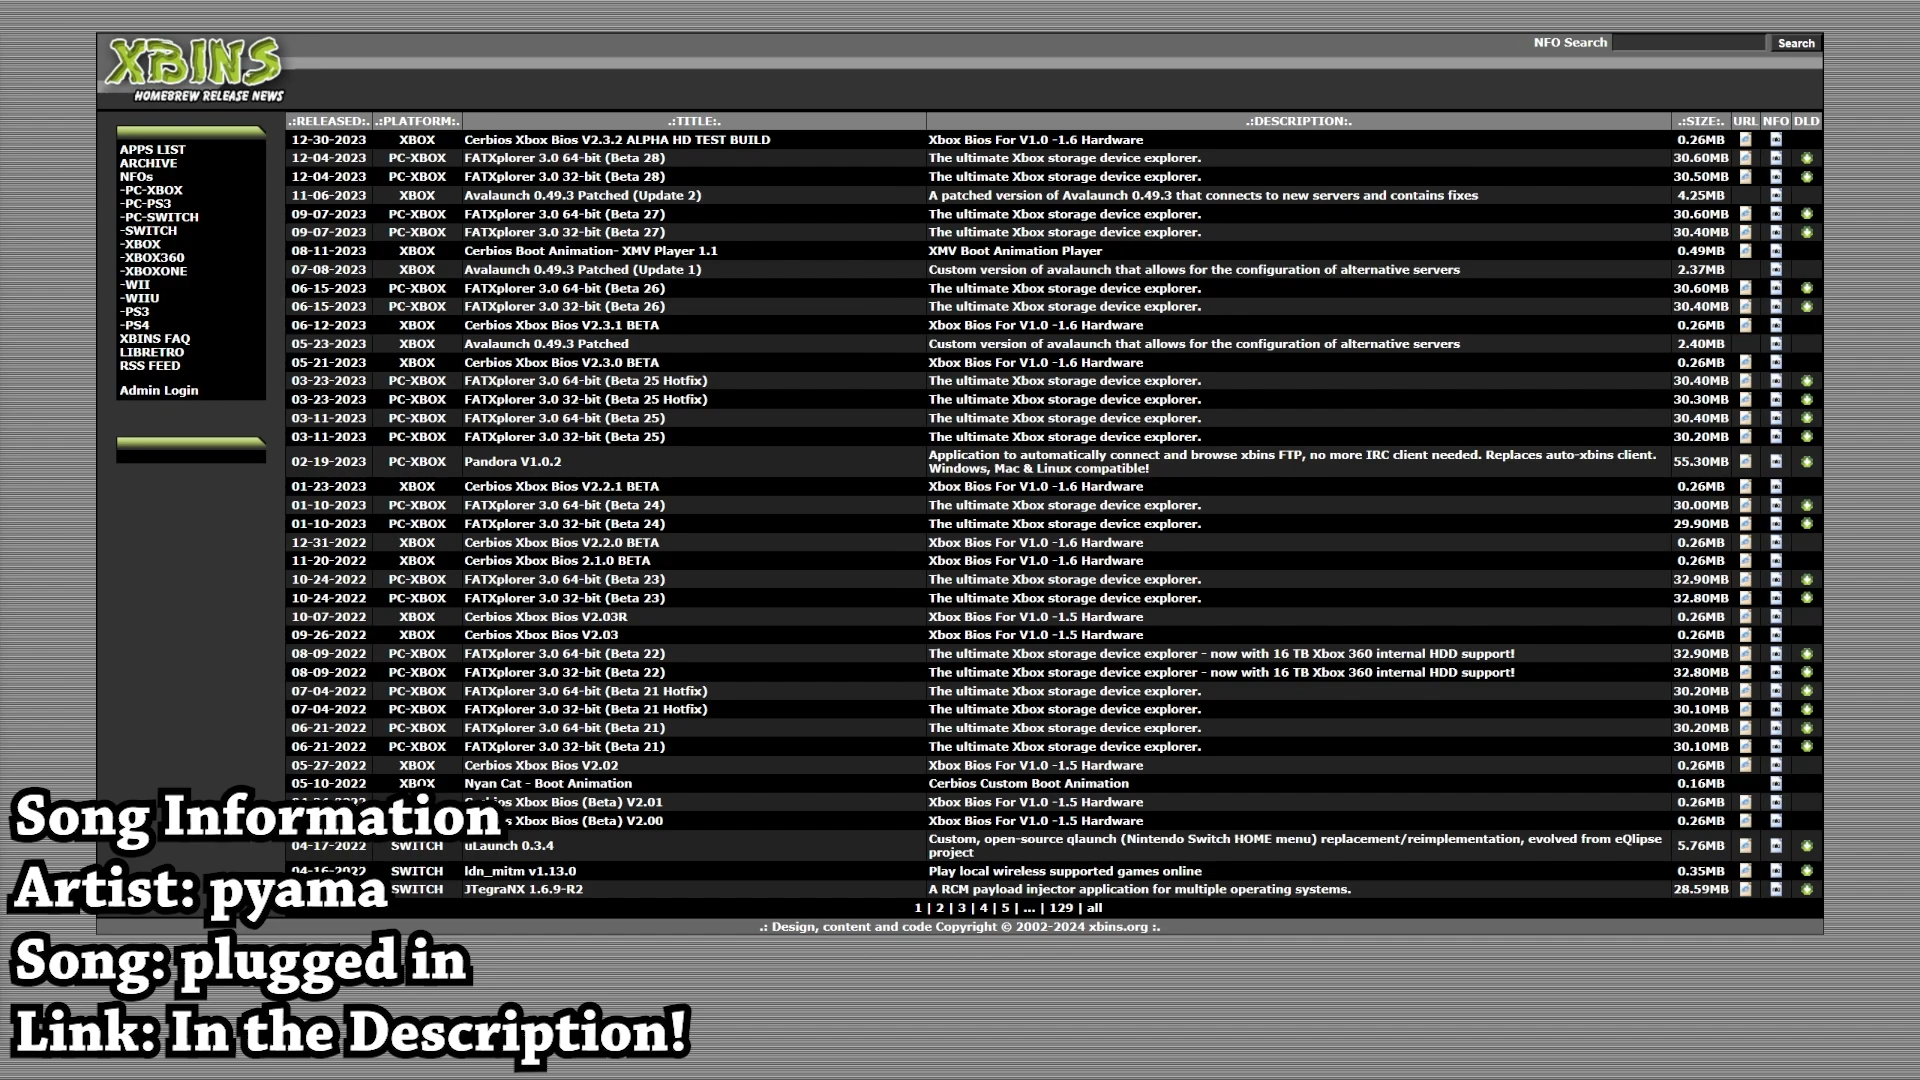 XBINS
HOMEBREW RELEASE NEWS
NFO Search Search
APPS LIST
ARCHIVE
NFOs
-PC-XBOX
-PC-PS3
-PC-SWITCH
-SWITCH
-XBOX
-XBOX360
-XBOXONE
-WII
-WIIU
-PS3
-PS4
XBINS FAQ
LIBRETRO
RSS FEED
Admin Login
.:RELEASED:. .:PLATFORM:. .:TITLE:. .:DESCRIPTION:. .:SIZE:. URL NFO DLD
12-30-2023 XBOX Cerbios Xbox Bios V2.3.2 ALPHA HD TEST BUILD Xbox Bios For V1.0 -1.6 Hardware 0.26MB
12-04-2023 PC-XBOX FATXplorer 3.0 64-bit (Beta 28) The ultimate Xbox storage device explorer. 30.60MB
12-04-2023 PC-XBOX FATXplorer 3.0 32-bit (Beta 28) The ultimate Xbox storage device explorer. 30.50MB
11-06-2023 XBOX Avalaunch 0.49.3 Patched (Update 2) A patched version of Avalaunch 0.49.3 that connects to new servers and contains fixes 4.25MB
09-07-2023 PC-XBOX FATXplorer 3.0 64-bit (Beta 27) The ultimate Xbox storage device explorer. 30.60MB
09-07-2023 PC-XBOX FATXplorer 3.0 32-bit (Beta 27) The ultimate Xbox storage device explorer. 30.40MB
08-11-2023 XBOX Cerbios Boot Animation- XMV Player 1.1 XMV Boot Animation Player 0.49MB
07-08-2023 XBOX Avalaunch 0.49.3 Patched (Update 1) Custom version of avalaunch that allows for the configuration of alternative servers 2.37MB
06-15-2023 PC-XBOX FATXplorer 3.0 64-bit (Beta 26) The ultimate Xbox storage device explorer. 30.60MB
06-15-2023 PC-XBOX FATXplorer 3.0 32-bit (Beta 26) The ultimate Xbox storage device explorer. 30.40MB
06-12-2023 XBOX Cerbios Xbox Bios V2.3.1 BETA Xbox Bios For V1.0 -1.6 Hardware 0.26MB
05-23-2023 XBOX Avalaunch 0.49.3 Patched Custom version of avalaunch that allows for the configuration of alternative servers 2.40MB
05-21-2023 XBOX Cerbios Xbox Bios V2.3.0 BETA Xbox Bios For V1.0 -1.6 Hardware 0.26MB
03-23-2023 PC-XBOX FATXplorer 3.0 64-bit (Beta 25 Hotfix) The ultimate Xbox storage device explorer. 30.40MB
03-23-2023 PC-XBOX FATXplorer 3.0 32-bit (Beta 25 Hotfix) The ultimate Xbox storage device explorer. 30.30MB
03-11-2023 PC-XBOX FATXplorer 3.0 64-bit (Beta 25) The ultimate Xbox storage device explorer. 30.40MB
03-11-2023 PC-XBOX FATXplorer 3.0 32-bit (Beta 25) The ultimate Xbox storage device explorer. 30.20MB
02-19-2023 PC-XBOX Pandora V1.0.2 Application to automatically connect and browse xbins FTP, no more IRC client needed. Replaces auto-xbins client. 55.30MB
Windows, Mac & Linux compatible!
01-23-2023 XBOX Cerbios Xbox Bios V2.2.1 BETA Xbox Bios For V1.0 -1.6 Hardware 0.26MB
01-10-2023 PC-XBOX FATXplorer 3.0 64-bit (Beta 24) The ultimate Xbox storage device explorer. 30.00MB
01-10-2023 PC-XBOX FATXplorer 3.0 32-bit (Beta 24) The ultimate Xbox storage device explorer. 29.90MB
12-31-2022 XBOX Cerbios Xbox Bios V2.2.0 BETA Xbox Bios For V1.0 -1.6 Hardware 0.26MB
11-20-2022 XBOX Cerbios Xbox Bios 2.1.0 BETA Xbox Bios For V1.0 -1.6 Hardware 0.26MB
10-24-2022 PC-XBOX FATXplorer 3.0 64-bit (Beta 23) The ultimate Xbox storage device explorer. 32.90MB
10-24-2022 PC-XBOX FATXplorer 3.0 32-bit (Beta 23) The ultimate Xbox storage device explorer. 32.80MB
10-07-2022 XBOX Cerbios Xbox Bios V2.03R Xbox Bios For V1.0 -1.5 Hardware 0.26MB
09-26-2022 XBOX Cerbios Xbox Bios V2.03 Xbox Bios For V1.0 -1.5 Hardware 0.26MB
08-09-2022 PC-XBOX FATXplorer 3.0 64-bit (Beta 22) The ultimate Xbox storage device explorer - now with 16 TB Xbox 360 internal HDD support! 32.90MB
08-09-2022 PC-XBOX FATXplorer 3.0 32-bit (Beta 22) The ultimate Xbox storage device explorer - now with 16 TB Xbox 360 internal HDD support! 32.80MB
07-04-2022 PC-XBOX FATXplorer 3.0 64-bit (Beta 21 Hotfix) The ultimate Xbox storage device explorer. 30.20MB
07-04-2022 PC-XBOX FATXplorer 3.0 32-bit (Beta 21 Hotfix) The ultimate Xbox storage device explorer. 30.10MB
06-21-2022 PC-XBOX FATXplorer 3.0 64-bit (Beta 21) The ultimate Xbox storage device explorer. 30.20MB
06-21-2022 PC-XBOX FATXplorer 3.0 32-bit (Beta 21) The ultimate Xbox storage device explorer. 30.10MB
05-27-2022 XBOX Cerbios Xbox Bios V2.02 Xbox Bios For V1.0 -1.5 Hardware 0.26MB
05-10-2022 XBOX Nyan Cat - Boot Animation Cerbios Custom Boot Animation 0.16MB
Xbox Bios (Beta) V2.01 Xbox Bios For V1.0 -1.5 Hardware 0.26MB
Xbox Bios (Beta) V2.00 Xbox Bios For V1.0 -1.5 Hardware 0.26MB
04-17-2022 SWITCH uLaunch 0.3.4 Custom, open-source qlaunch (Nintendo Switch HOME menu) replacement/reimplementation, evolved from eQlipse 5.76MB
project
04-16-2022 SWITCH ldn_mitm v1.13.0 Play local wireless supported games online 0.35MB
SWITCH JTegraNX 1.6.9-R2 A RCM payload injector application for multiple operating systems. 28.59MB
1 | 2 | 3 | 4 | 5 | ... | 129 | all
.: Design, content and code Copyright © 2002-2024 xbins.org :.
Song Information
Artist: pyama
Song: plugged in
Link: In the Description!